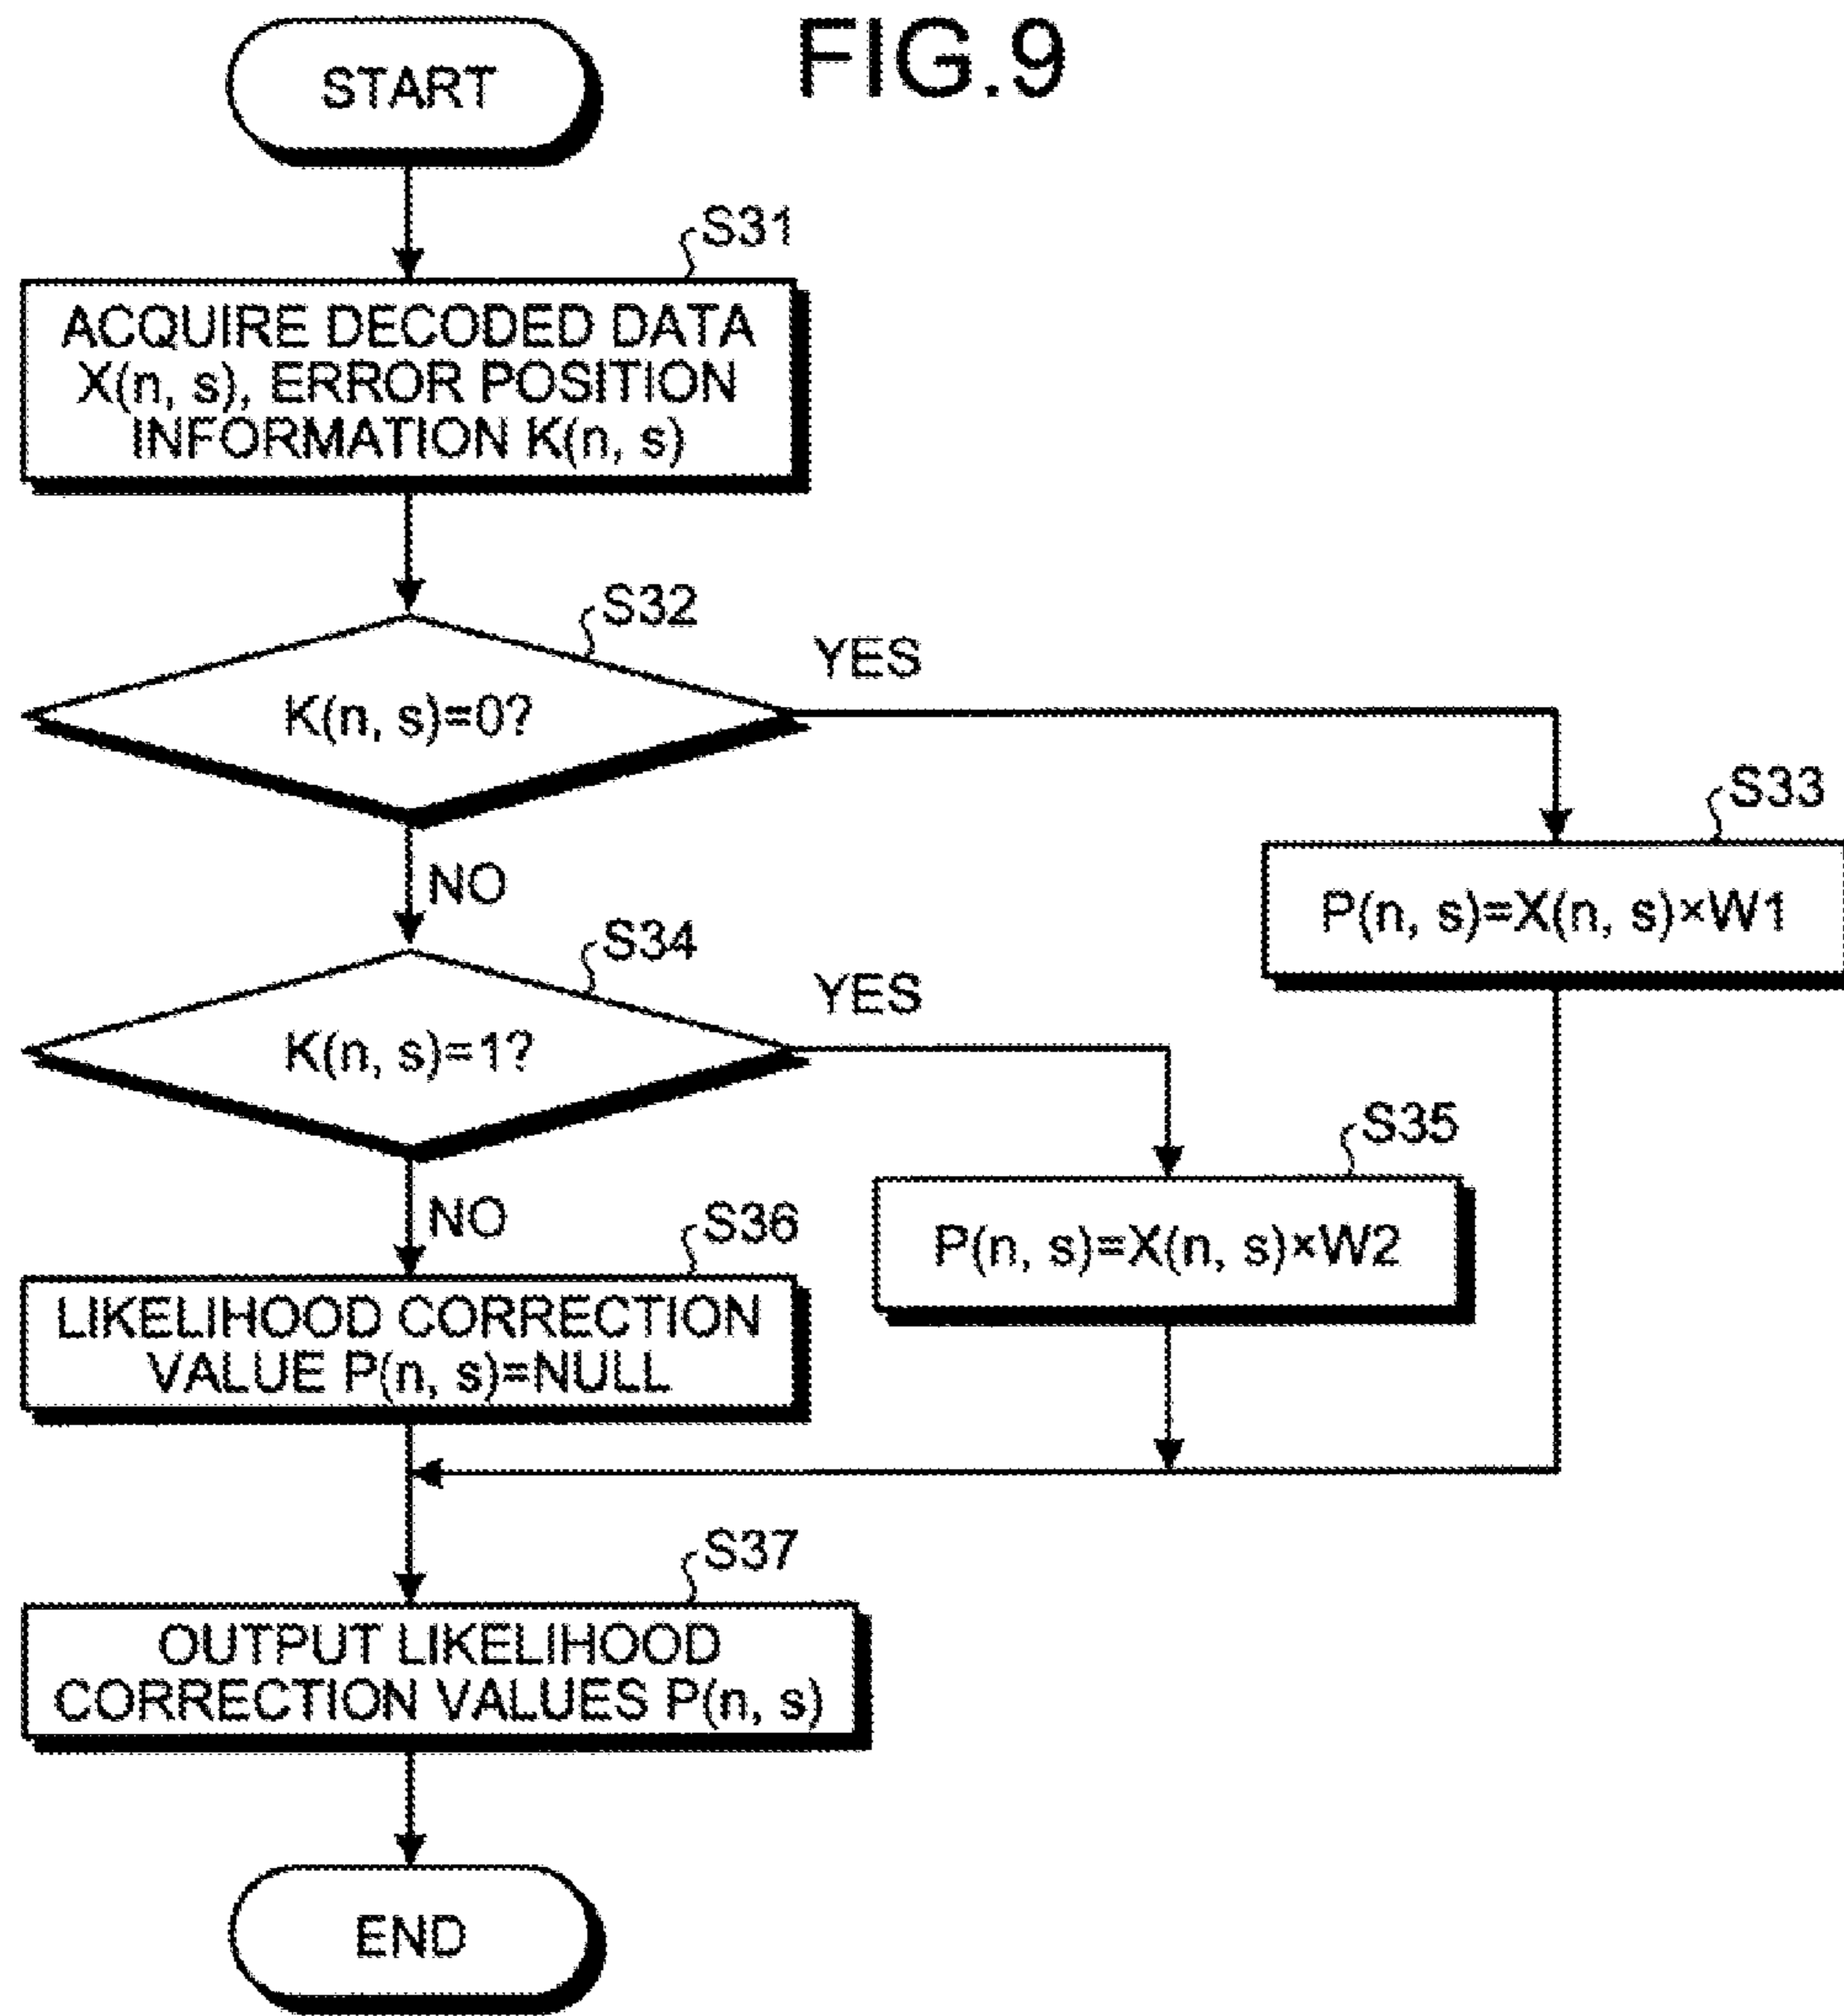 FIG.9
START
S31
ACQUIRE DECODED DATA
X(n, s), ERROR POSITION
INFORMATION K(n, s)
S32
K(n, s)=0?
YES
NO
S33
P(n, s)=X(n, s)×W1
S34
K(n, s)=1?
YES
NO
S35
P(n, s)=X(n, s)×W2
S36
LIKELIHOOD CORRECTION
VALUE P(n, s)=NULL
S37
OUTPUT LIKELIHOOD
CORRECTION VALUES P(n, s)
END